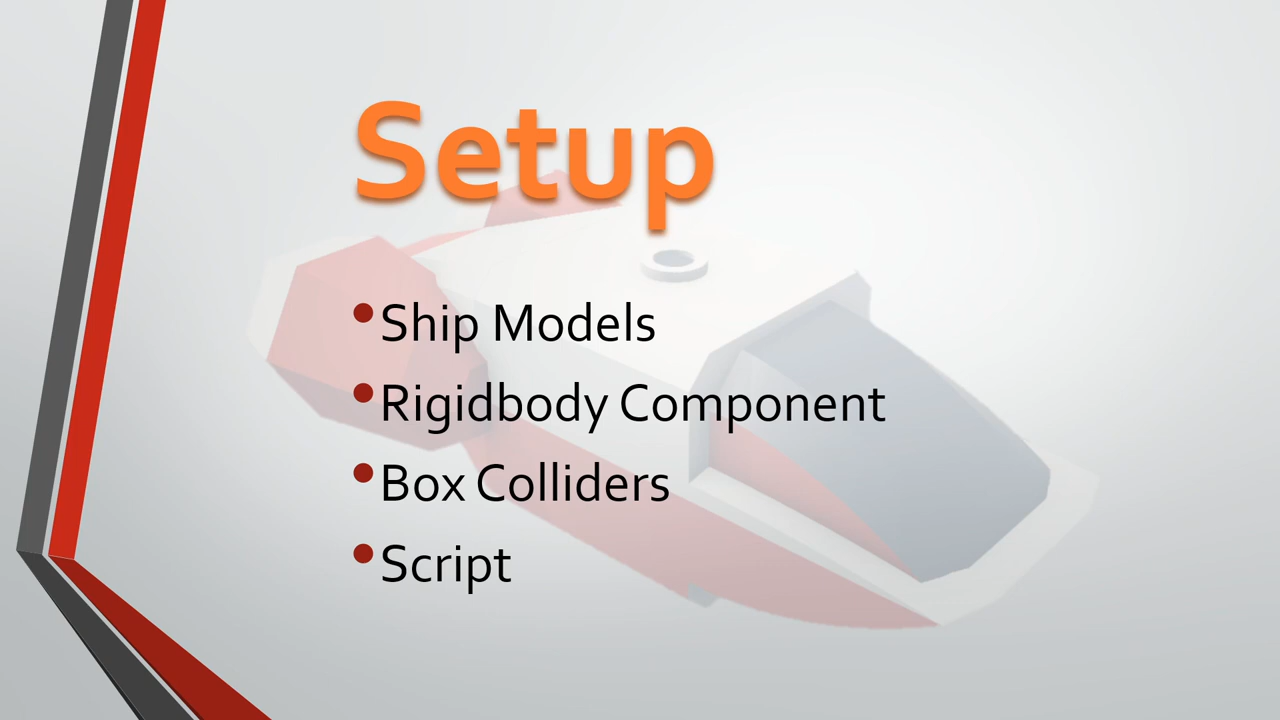 Setup
•Ship Models
•Rigidbody Component
•Box Colliders
•Script